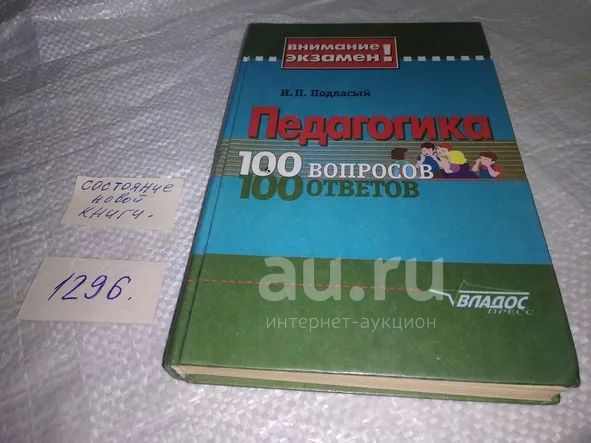 ВНИМАНИЕ
ЭКЗАМЕН!
И. П. Подласый
Педагогика
100 ВОПРОСОВ
100 ОТВЕТОВ
СОСТОЯНИЕ
НОВОЙ
КНИГИ.
1296.
au.ru
интернет-аукцион
ВЛАДОС
ПРЕСС